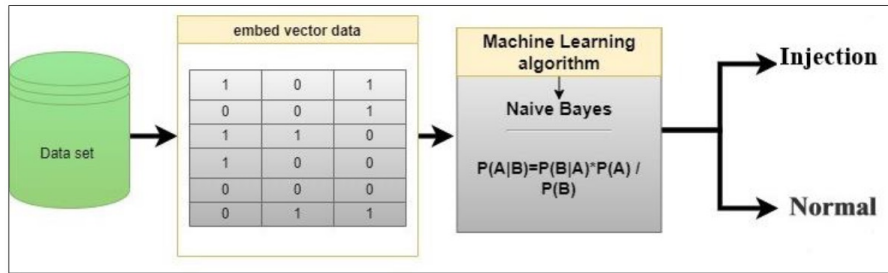 Data set
embed vector data
1 0 1
0 0 1
1 1 0
1 0 0
0 0 0
0 1 1
Machine Learning
algorithm
Naive Bayes
P(A|B)=P(B|A)*P(A) /
P(B)
Injection
Normal